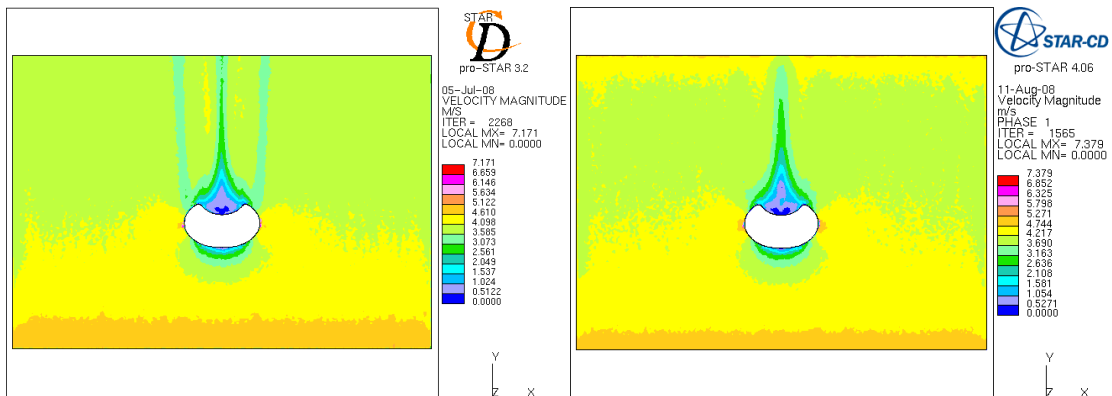 STAR
D
pro-STAR 3.2
05-Jul-08
VELOCITY MAGNITUDE
M/S
ITER = 2268
LOCAL MX= 7.171
LOCAL MN= 0.0000
7.171
6.659
6.146
5.634
5.122
4.610
4.098
3.585
3.073
2.561
2.049
1.537
1.024
0.5122
0.0000
Y
Z X
STAR-CD
pro-STAR 4.06
11-Aug-08
Velocity Magnitude
m/s
PHASE 1
ITER = 1565
LOCAL MX= 7.379
LOCAL MN= 0.0000
7.379
6.852
6.325
5.798
5.271
4.744
4.217
3.690
3.163
2.636
2.108
1.581
1.054
0.5271
0.0000
Y
Z X